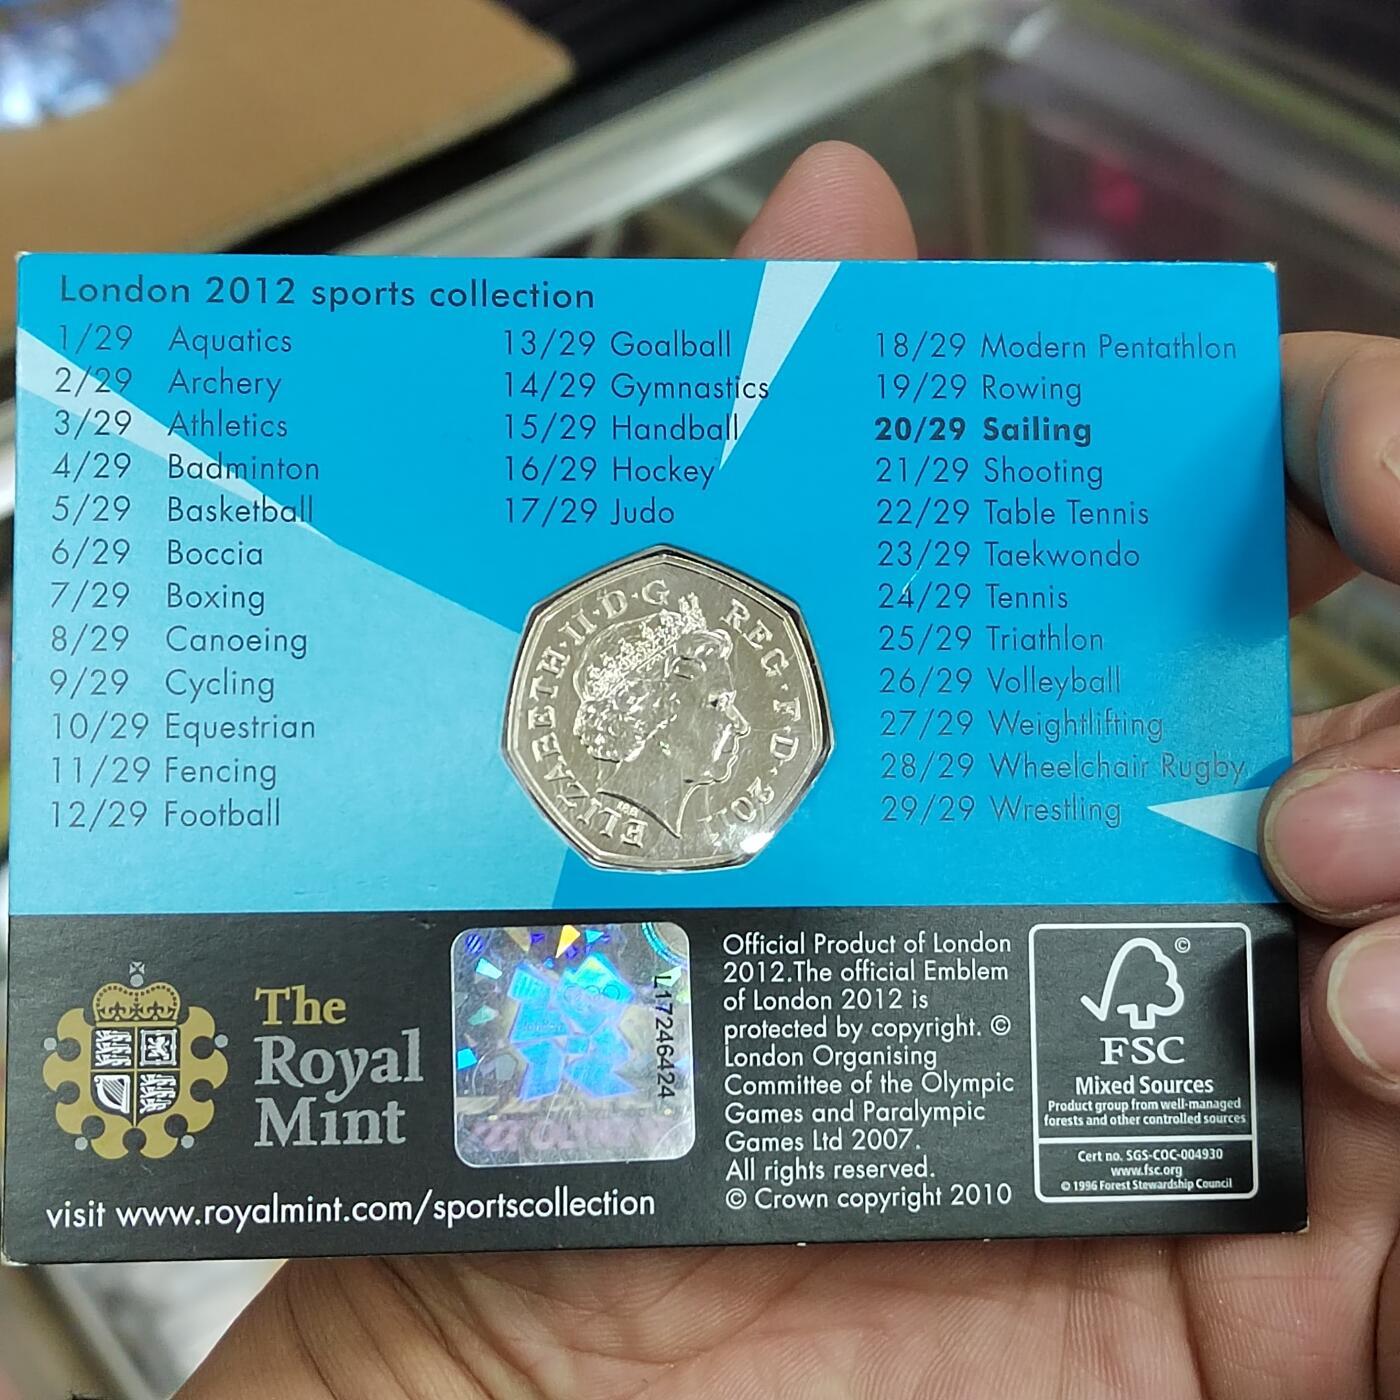 London 2012 sports collection
1/29 Aquatics
2/29 Archery
3/29 Athletics
4/29 Badminton
5/29 Basketball
6/29 Boccia
7/29 Boxing
8/29 Canoeing
9/29 Cycling
10/29 Equestrian
11/29 Fencing
12/29 Football
13/29 Goalball
14/29 Gymnastics
15/29 Handball
16/29 Hockey
17/29 Judo
18/29 Modern Pentathlon
19/29 Rowing
20/29 Sailing
21/29 Shooting
22/29 Table Tennis
23/29 Taekwondo
24/29 Tennis
25/29 Triathlon
26/29 Volleyball
27/29 Weightlifting
28/29 Wheelchair Rugby
29/29 Wrestling
ELIZABETH·II·D·G REG·F·D·201
IRB
The
Royal
Mint
visit www.royalmint.com/sportscollection
L17246424
Official Product of London
2012.The official Emblem
of London 2012 is
protected by copyright. ©
London Organising
Committee of the Olympic
Games and Paralympic
Games Ltd 2007.
All rights reserved.
© Crown copyright 2010
©
FSC
Mixed Sources
Product group from well-managed
forests and other controlled sources
Cert no. SGS-COC-004930
www.fsc.org
© 1996 Forest Stewardship Council